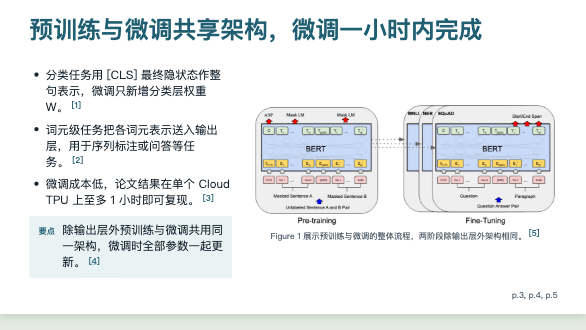 预训练与微调共享架构，微调一小时内完成
• 分类任务用 [CLS] 最终隐状态作整
句表示，微调只新增分类层权重
W。 [1]
• 词元级任务把各词元表示送入输出
层，用于序列标注或问答等任
务。 [2]
• 微调成本低，论文结果在单个 Cloud
TPU 上至多 1 小时即可复现。 [3]
要点 除输出层外预训练与微调共用同
一架构，微调时全部参数一起更
新。 [4]
Mask LM Mask LM
BERT
Masked Sentence A Masked Sentence B
Unlabeled Sentence A and B Pair
Pre-training
MNLI NER SQuAD
Start/End Span
BERT
Question Paragraph
Question Answer Pair
Fine-Tuning
Figure 1 展示预训练与微调的整体流程，两阶段除输出层外架构相同。 [5]
p.3, p.4, p.5